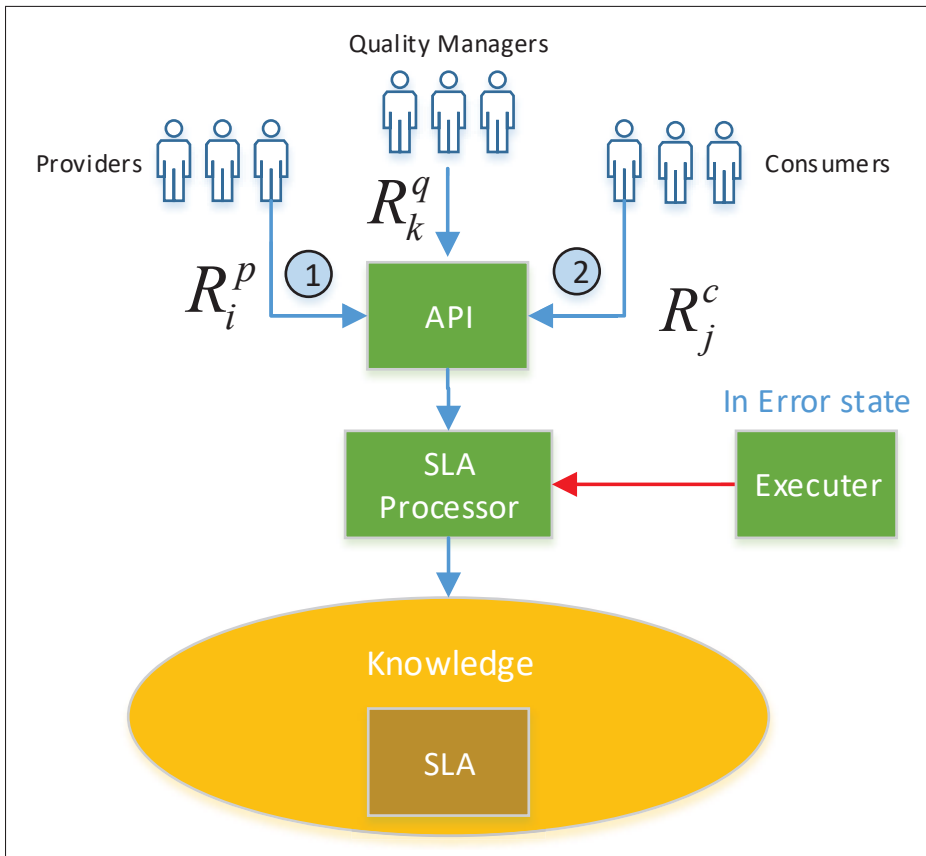 Quality Managers
Providers
Consumers
R_k^q
1
2
R_i^p
R_j^c
API
In Error state
SLA
Processor
Executer
Knowledge
SLA